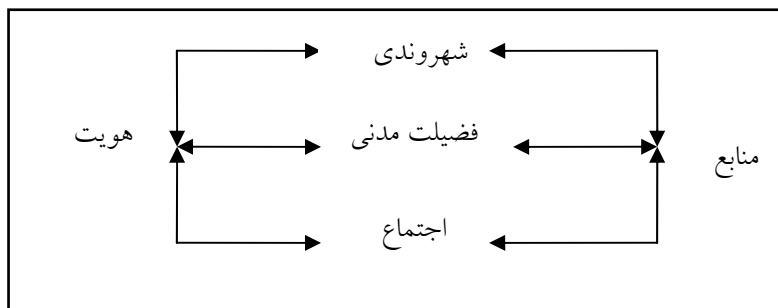 شهروندی
فضیلت مدنی
هویت
منابع
اجتماع